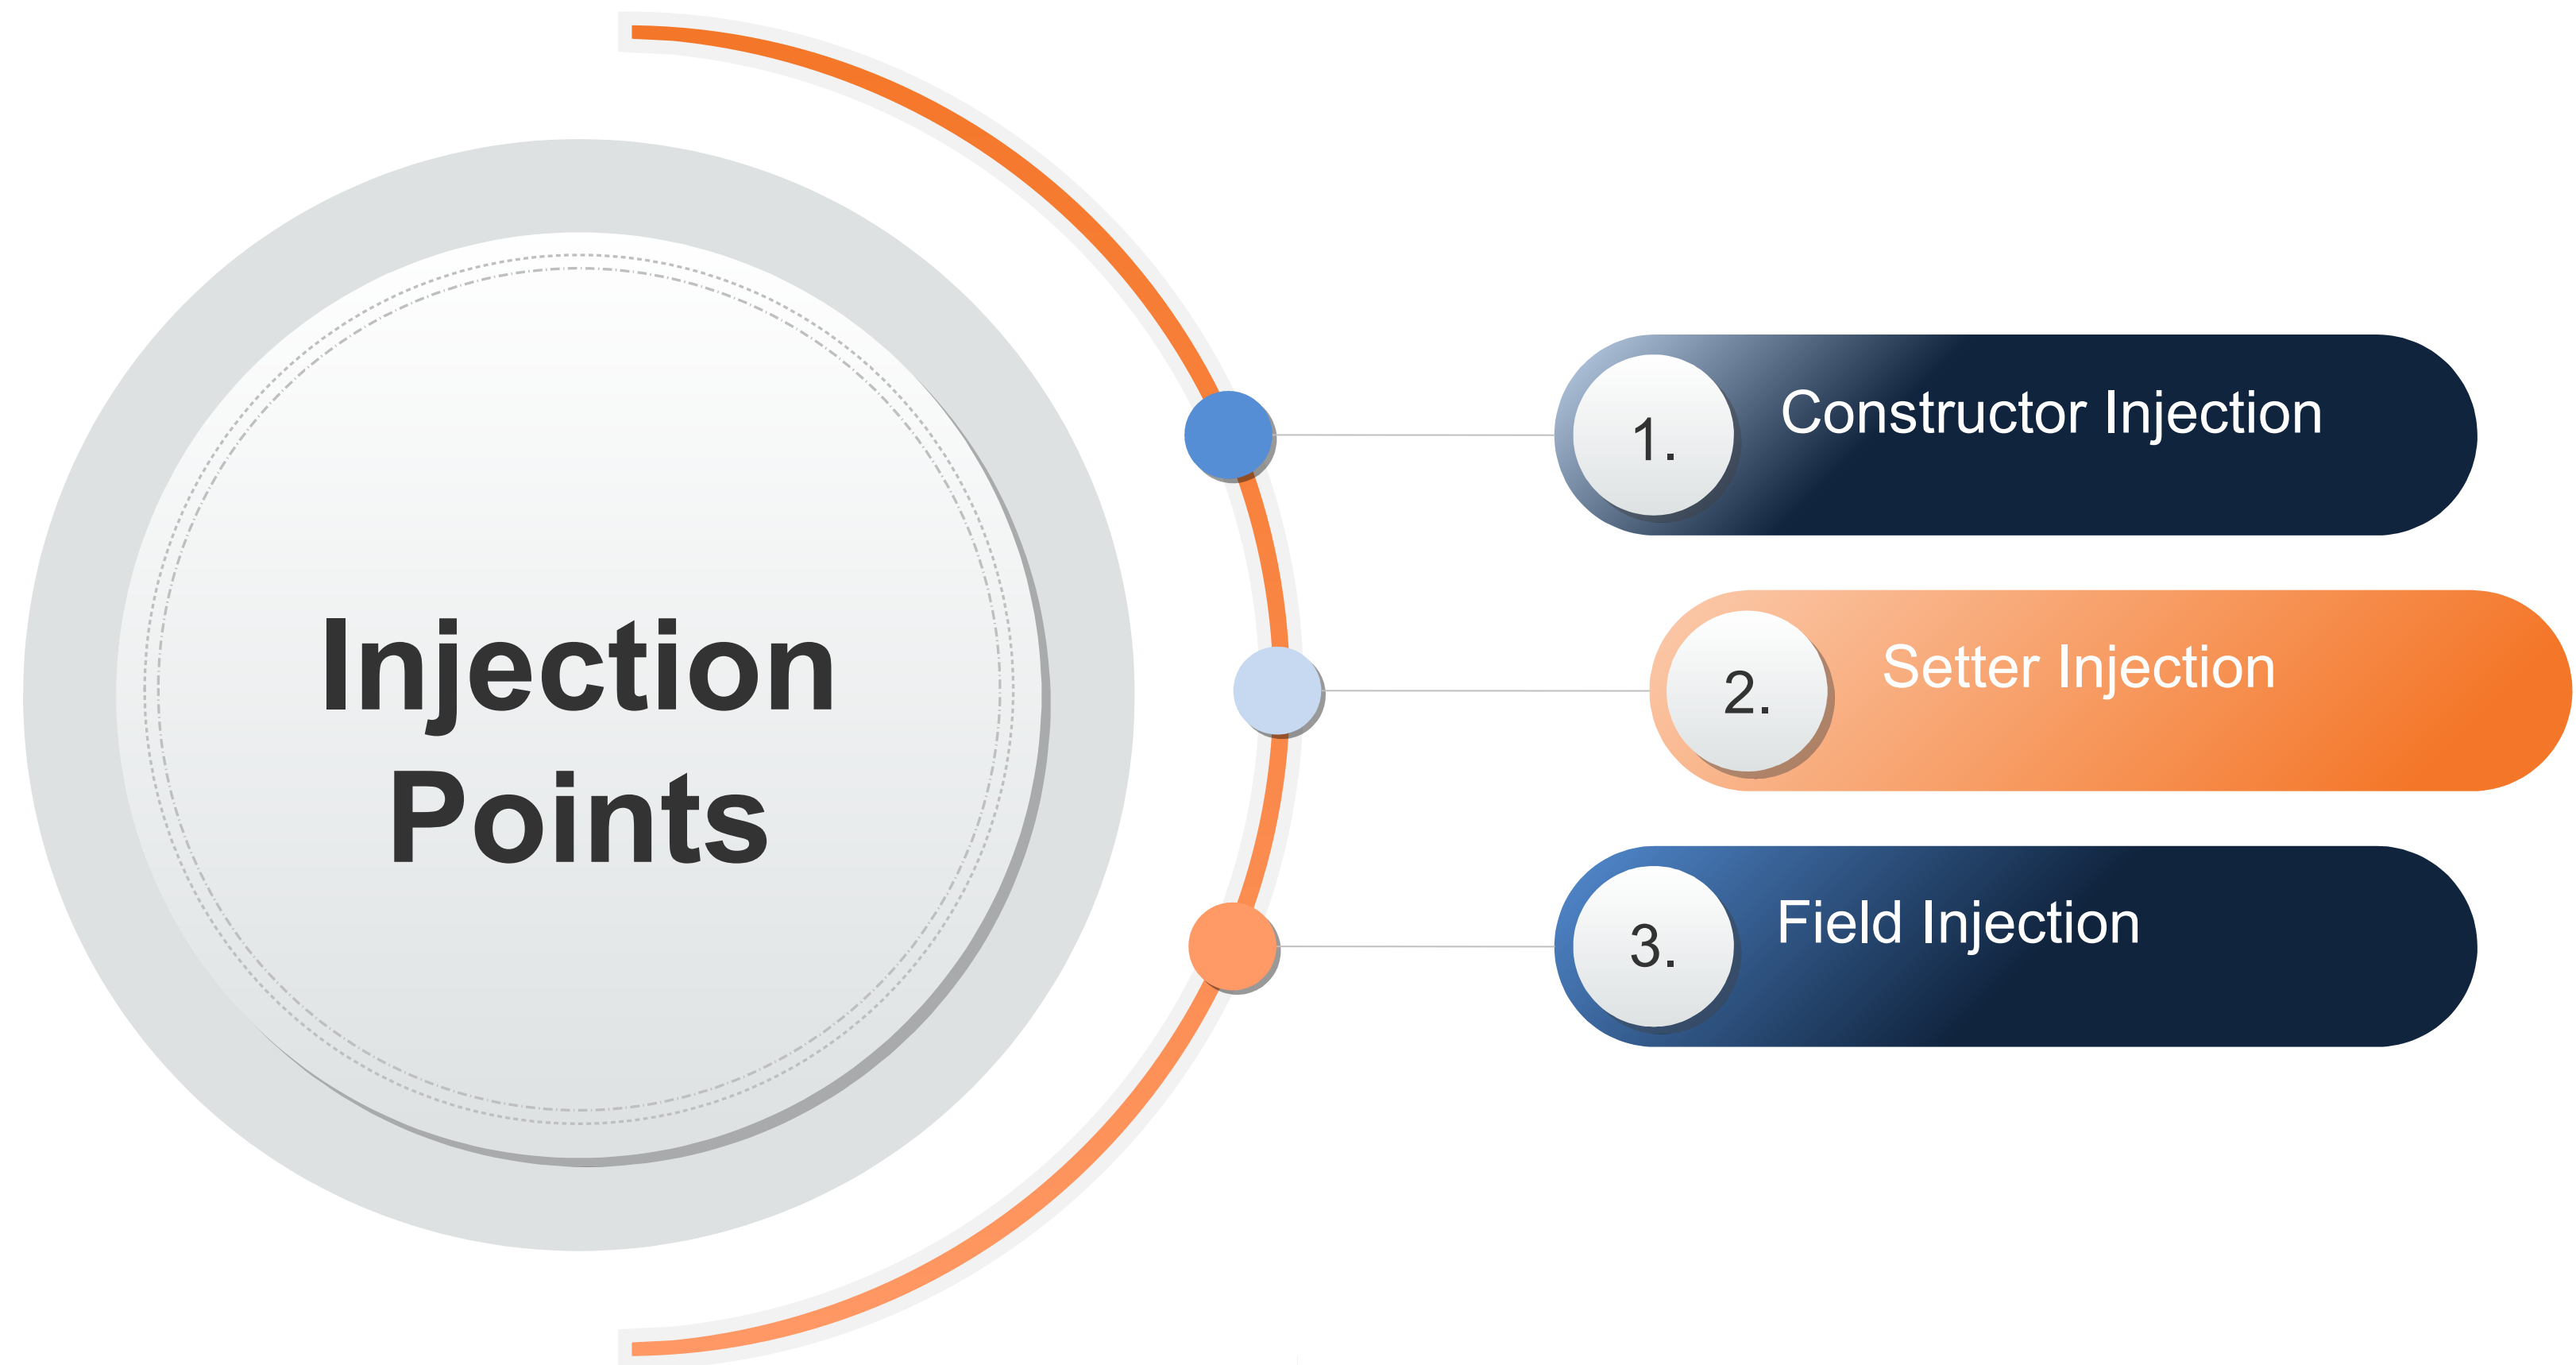 Injection
Points
1.
Constructor Injection
2.
Setter Injection
3.
Field Injection